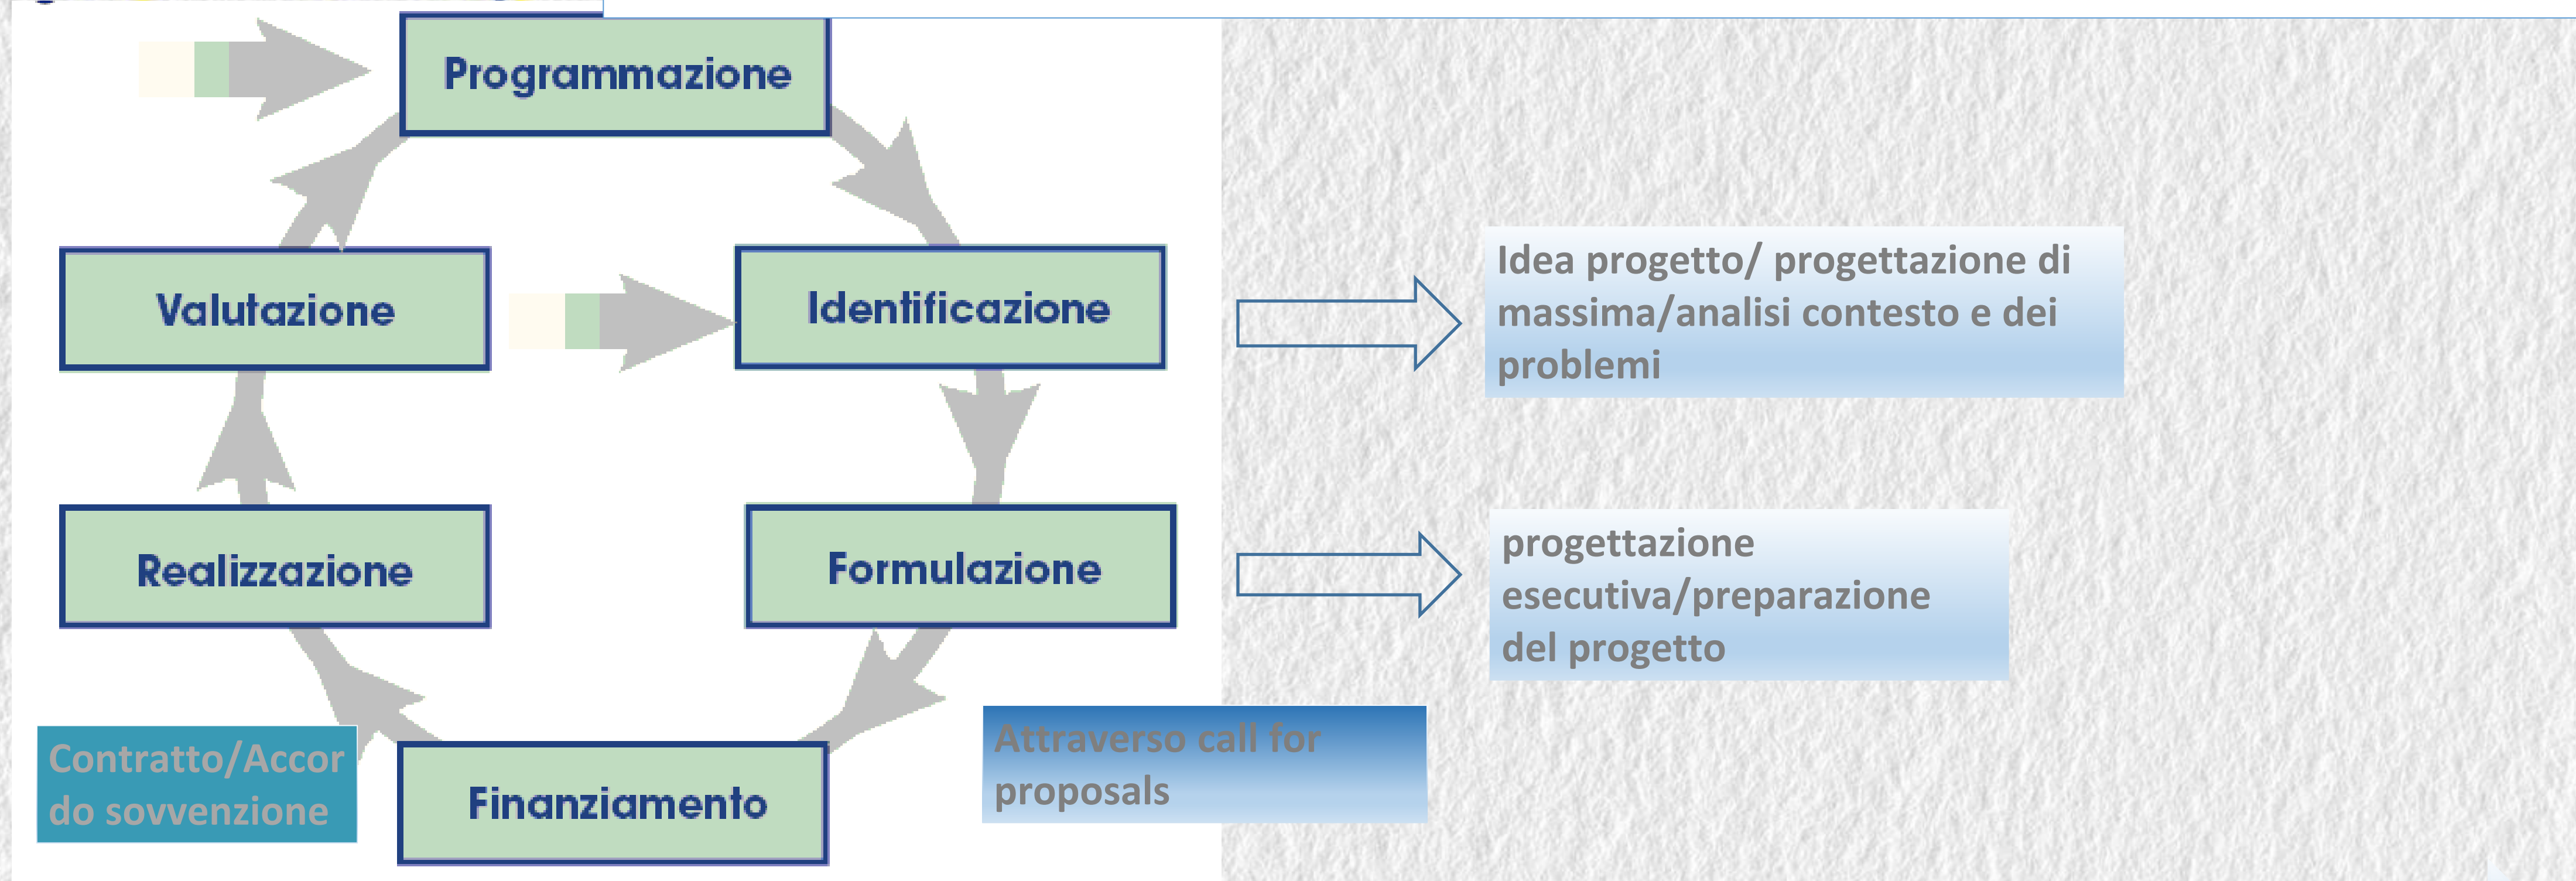 Programmazione
Valutazione
Identificazione
Idea progetto/ progettazione di
massima/analisi contesto e dei
problemi
Realizzazione
Formulazione
progettazione
esecutiva/preparazione
del progetto
Contratto/Accor
do sovvenzione
Finanziamento
Attraverso call for
proposals